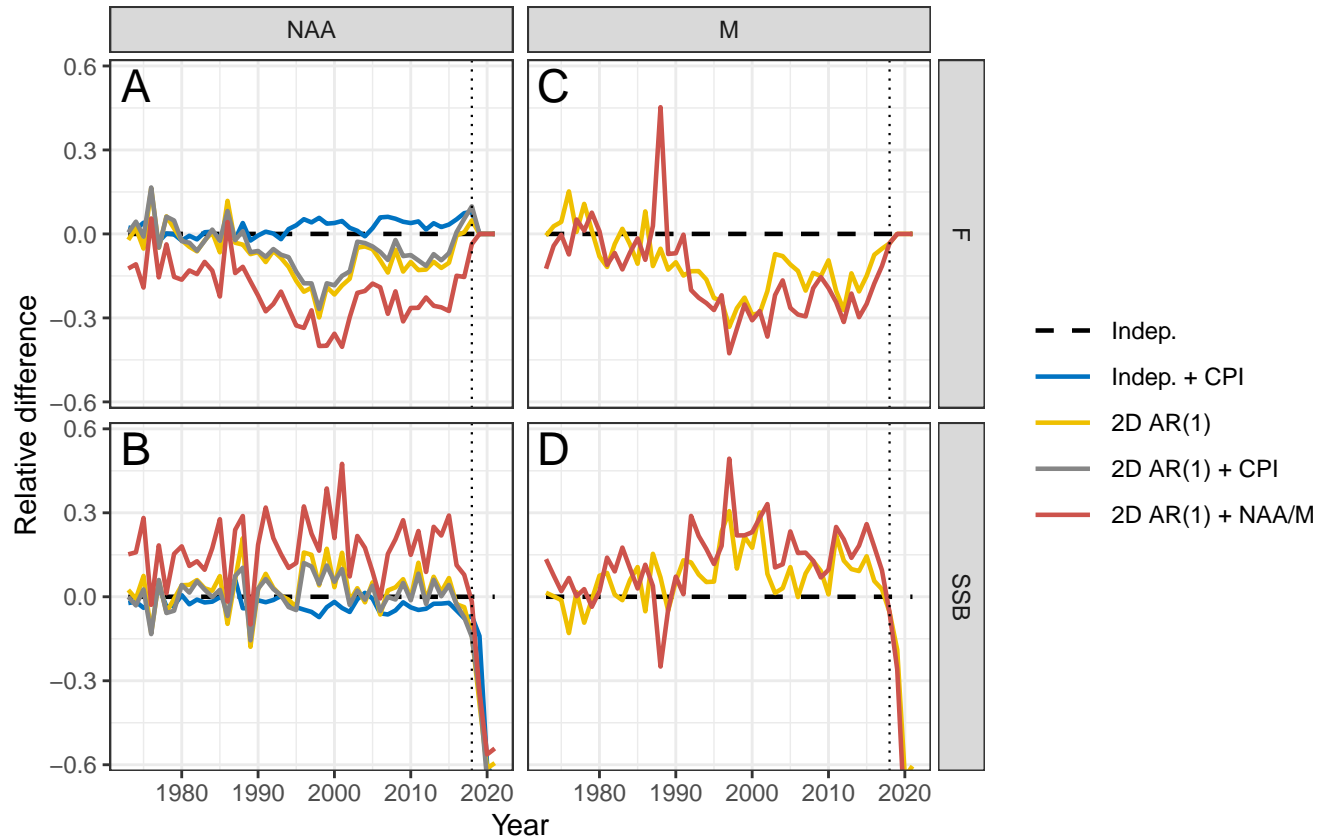 NAA
M
A
C
0.6
0.3
0.0
−0.3
−0.6
F
B
D
0.6
0.3
0.0
−0.3
−0.6
SSB
Relative difference
1980
1990
2000
2010
2020
1980
1990
2000
2010
2020
Year
Indep.
Indep. + CPI
2D AR(1)
2D AR(1) + CPI
2D AR(1) + NAA/M